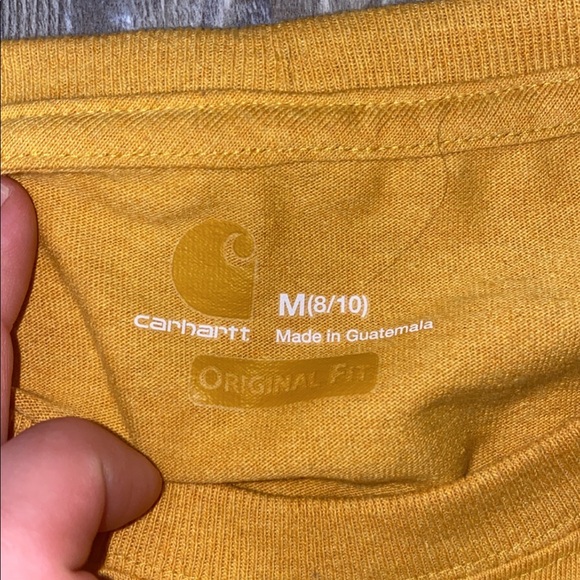 M(8/10)
carhartt
Made in Guatemala
ORIGINAL FIT